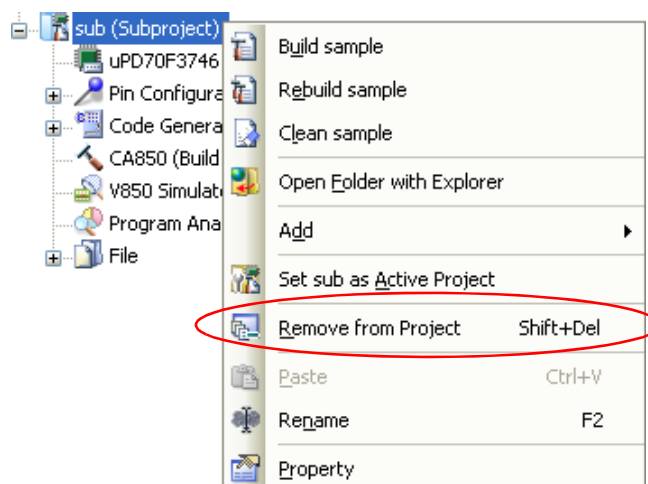 sub (Subproject)
uPD70F3746
Pin Configura
Code Genera
CA850 (Build
V850 Simulat
Program Ana
File
Build sample
Rebuild sample
Clean sample
Open Folder with Explorer
Add
Set sub as Active Project
Remove from Project Shift+Del
Paste Ctrl+V
Rename F2
Property